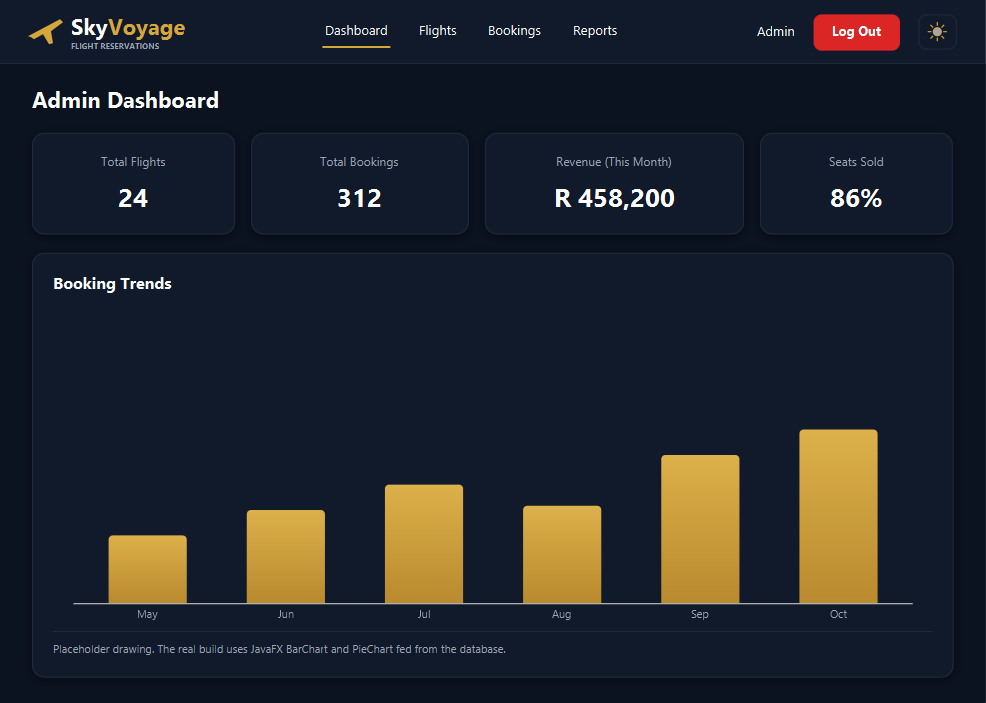 SkyVoyage
FLIGHT RESERVATIONS
Dashboard Flights Bookings Reports
Admin Log Out
Admin Dashboard
Total Flights
24
Total Bookings
312
Revenue (This Month)
R 458,200
Seats Sold
86%
Booking Trends
May Jun Jul Aug Sep Oct
Placeholder drawing. The real build uses JavaFX BarChart and PieChart fed from the database.